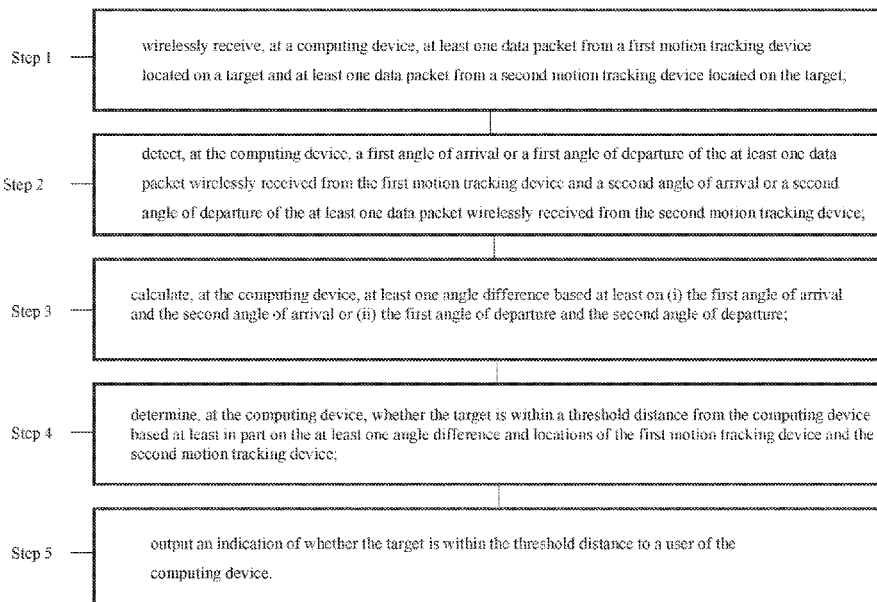 Step 1
wirelessly receive, at a computing device, at least one data packet from a first motion tracking device
located on a target and at least one data packet from a second motion tracking device located on the target;
Step 2
detect, at the computing device, a first angle of arrival or a first angle of departure of the at least one data
packet wirelessly received from the first motion tracking device and a second angle of arrival or a second
angle of departure of the at least one data packet wirelessly received from the second motion tracking device;
Step 3
calculate, at the computing device, at least one angle difference based at least on (i) the first angle of arrival
and the second angle of arrival or (ii) the first angle of departure and the second angle of departure;
Step 4
determine, at the computing device, whether the target is within a threshold distance from the computing device
based at least in part on the at least one angle difference and locations of the first motion tracking device and the
second motion tracking device;
Step 5
output an indication of whether the target is within the threshold distance to a user of the
computing device.